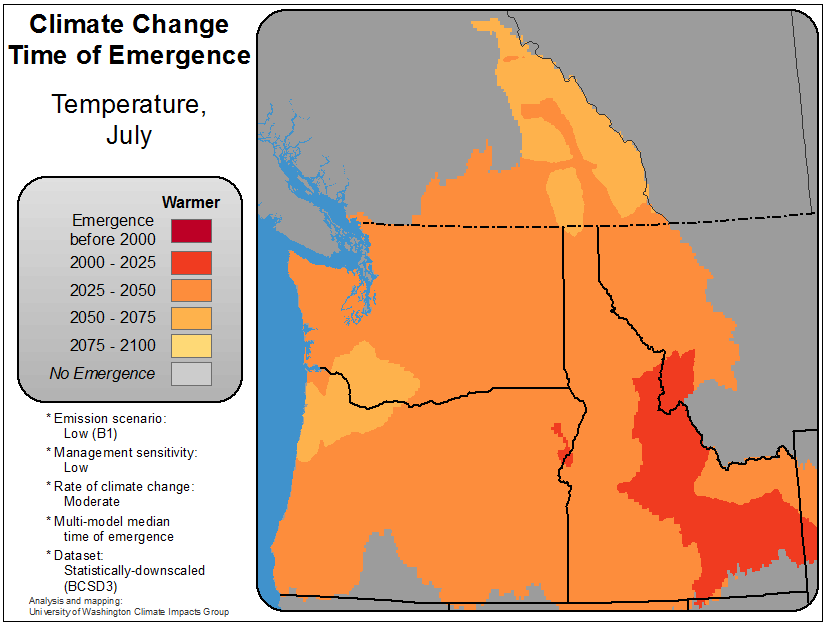 Climate Change
Time of Emergence
Temperature,
July
Warmer
Emergence
before 2000
2000 - 2025
2025 - 2050
2050 - 2075
2075 - 2100
No Emergence
* Emission scenario:
Low (B1)
* Management sensitivity:
Low
* Rate of climate change:
Moderate
* Multi-model median
time of emergence
* Dataset:
Statistically-downscaled
(BCSD3)
Analysis and mapping:
University of Washington Climate Impacts Group